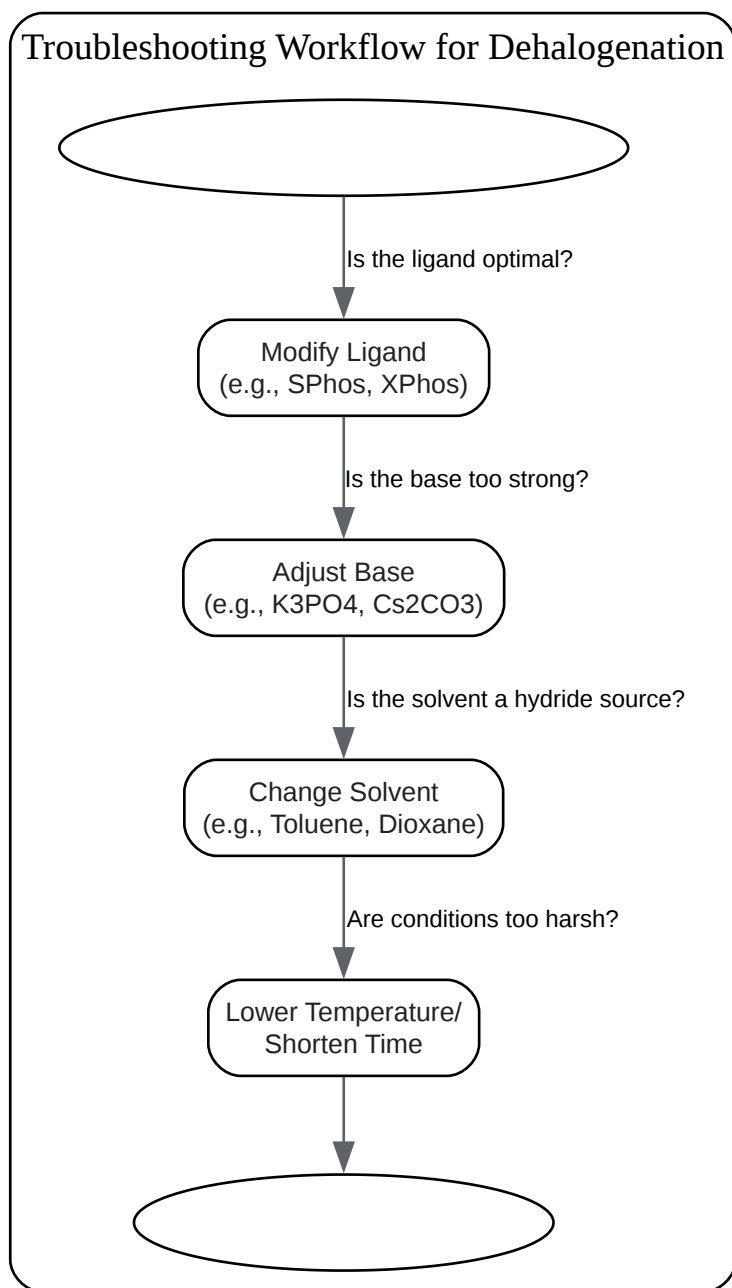 Troubleshooting Workflow for Dehalogenation
Is the ligand optimal?
Modify Ligand
(e.g., SPhos, XPhos)
Is the base too strong?
Adjust Base
(e.g., K3PO4, Cs2CO3)
Is the solvent a hydride source?
Change Solvent
(e.g., Toluene, Dioxane)
Are conditions too harsh?
Lower Temperature/
Shorten Time